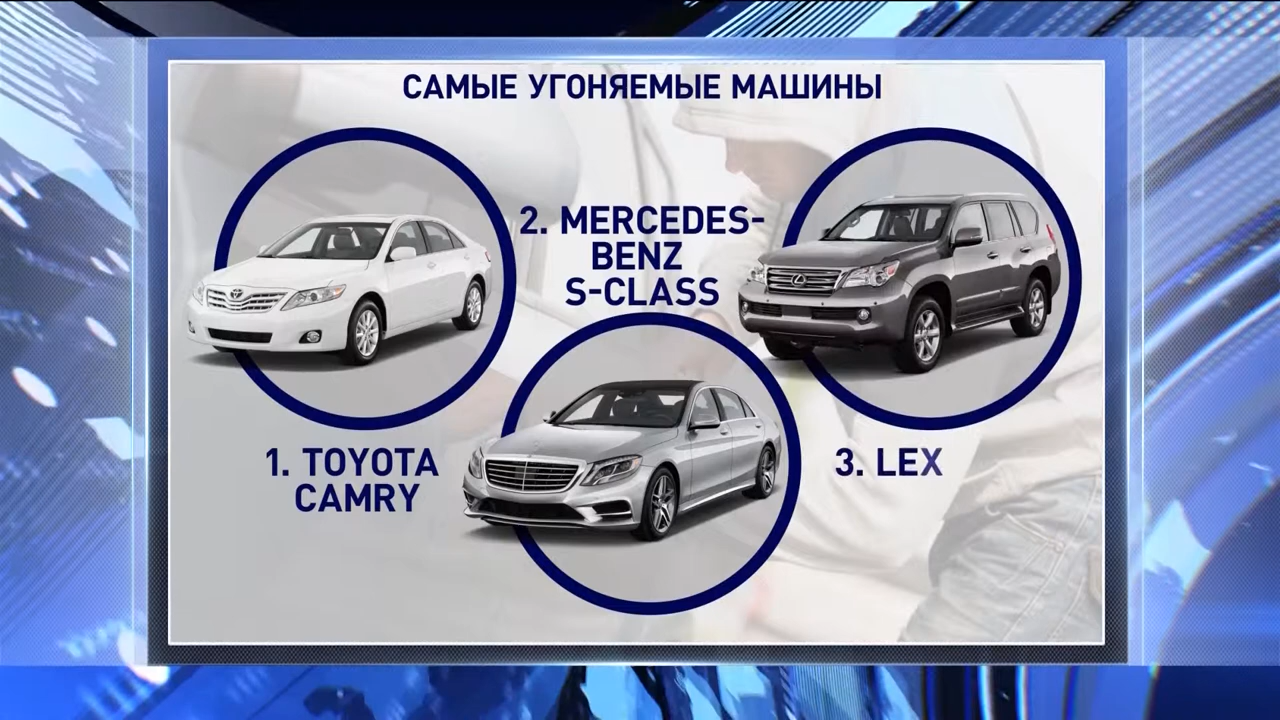 САМЫЕ УГОНЯЕМЫЕ МАШИНЫ
1. TOYOTA
CAMRY
2. MERCEDES-
BENZ
S-CLASS
3. LEX